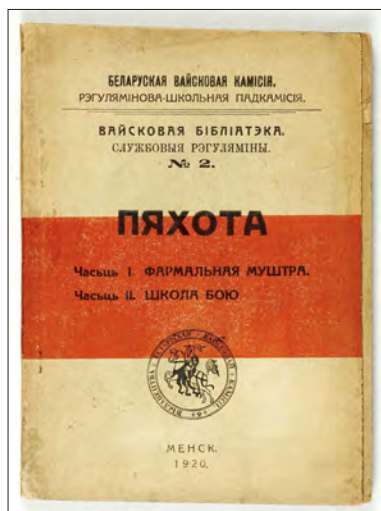 БЕЛАРУСКАЯ ВАЙСКОВАЯ КАМІСІЯ.
РЭГУЛЯМІНОВА-ШКОЛЬНАЯ ПАДКАМІСІЯ.
ВАЙСКОВАЯ БІБЛІАТЭКА.
СЛУЖБОВЫЯ РЭГУЛЯМІНЫ.
№ 2.
ПЯХОТА
Часьць I. ФАРМАЛЬНАЯ МУШТРА.
Часьць II. ШКОЛА БОЮ
МЕНСК.
1920.